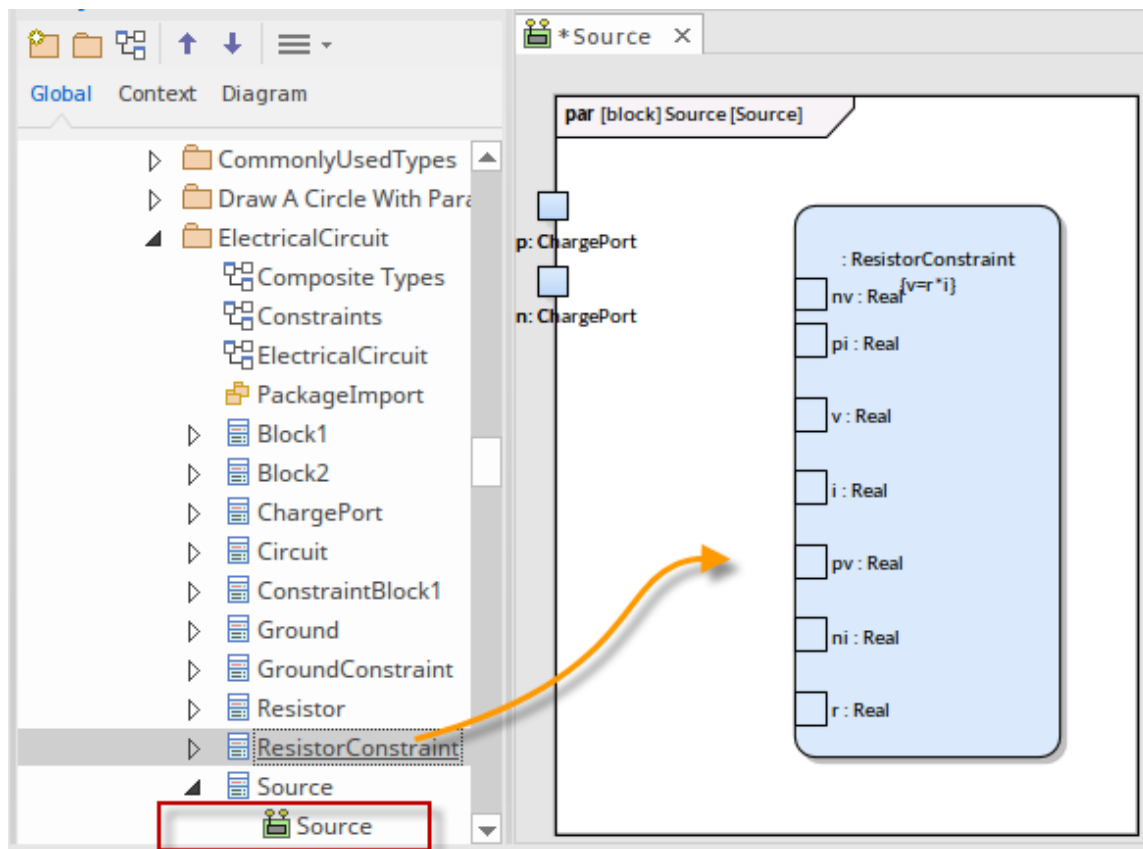 Global Context Diagram
CommonlyUsedTypes
Draw A Circle With Para
ElectricalCircuit
Composite Types
Constraints
ElectricalCircuit
PackageImport
Block1
Block2
ChargePort
Circuit
ConstraintBlock1
Ground
GroundConstraint
Resistor
ResistorConstraint
Source
Source
*Source ×
par [block] Source [Source]
p: ChargePort
n: ChargePort
: ResistorConstraint
{v=r*i}
nv : Real
pi : Real
v : Real
i : Real
pv : Real
ni : Real
r : Real